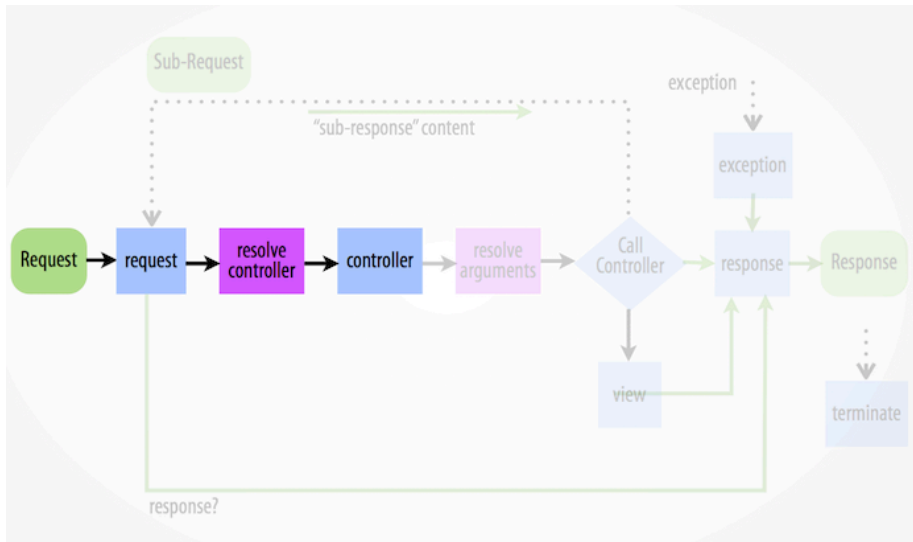 Sub-Request
exception
"sub-response" content
exception
Request
request
resolve
controller
controller
resolve
arguments
Call
Controller
response
Response
view
terminate
response?